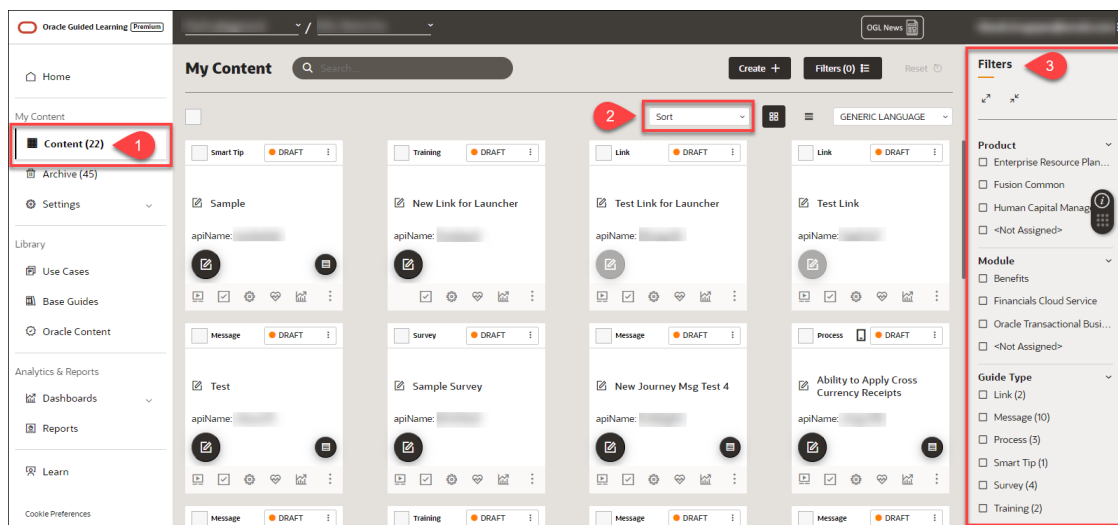 Oracle Guided Learning Premium
/
OGL News
Home
My Content
Content (22)
1
Archive (45)
Settings
Library
Use Cases
Base Guides
Oracle Content
Analytics & Reports
Dashboards
Reports
Learn
Cookie Preferences
My Content
Search...
Create +
Filters (0)
Reset
2
Sort
GENERIC LANGUAGE
Smart Tip DRAFT
Sample
apiName:
Training DRAFT
New Link for Launcher
apiName:
Link DRAFT
Test Link for Launcher
apiName:
Link DRAFT
Test Link
apiName:
Message DRAFT
Test
apiName:
Survey DRAFT
Sample Survey
apiName:
Message DRAFT
New Journey Msg Test 4
apiName:
Process DRAFT
Ability to Apply Cross
Currency Receipts
apiName:
Message DRAFT
Training DRAFT
Message DRAFT
Message DRAFT
Filters
3
Product
Enterprise Resource Plan...
Fusion Common
Human Capital Manag
<Not Assigned>
Module
Benefits
Financials Cloud Service
Oracle Transactional Busi...
<Not Assigned>
Guide Type
Link (2)
Message (10)
Process (3)
Smart Tip (1)
Survey (4)
Training (2)